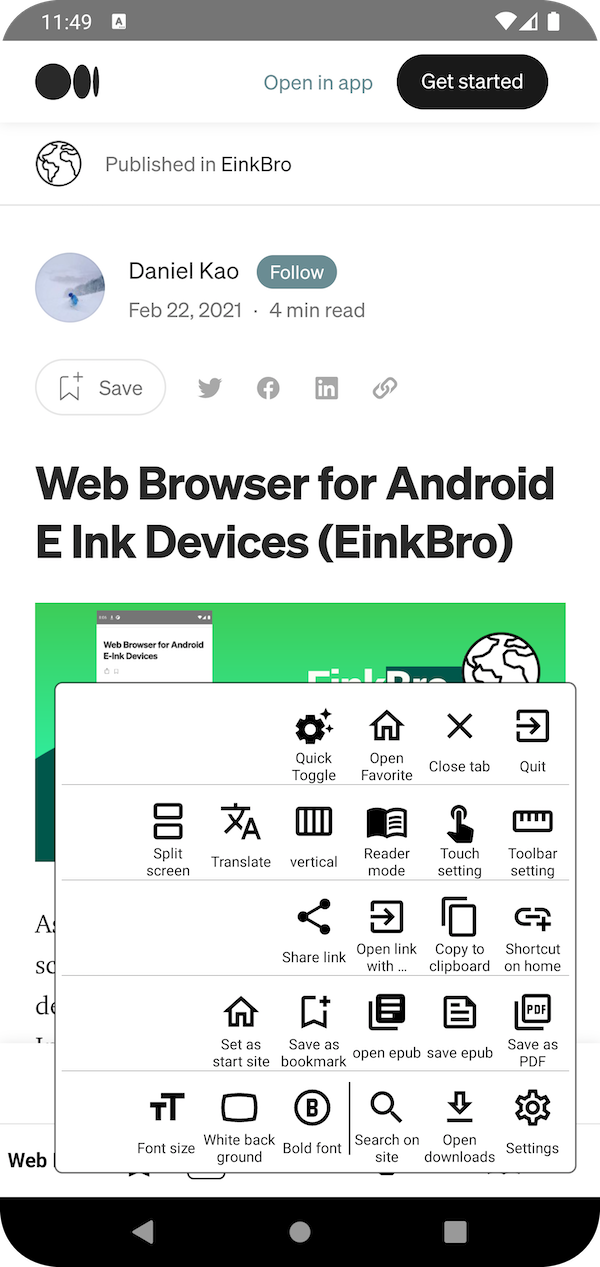 11:49 A
Open in app Get started
Published in EinkBro
Daniel Kao Follow
Feb 22, 2021 · 4 min read
Save
Web Browser for Android
E Ink Devices (EinkBro)
Web Browser for Android
E-Ink Devices
EinkBro
Quick
Toggle
Open
Favorite
Close tab
Quit
Split
screen
Translate
vertical
Reader
mode
Touch
setting
Toolbar
setting
Share link
Open link
with ...
Copy to
clipboard
Shortcut
on home
Set as
start site
Save as
bookmark
open epub
save epub
PDF
Save as
PDF
Font size
White back
ground
B
Bold font
Search on
site
Open
downloads
Settings
Web